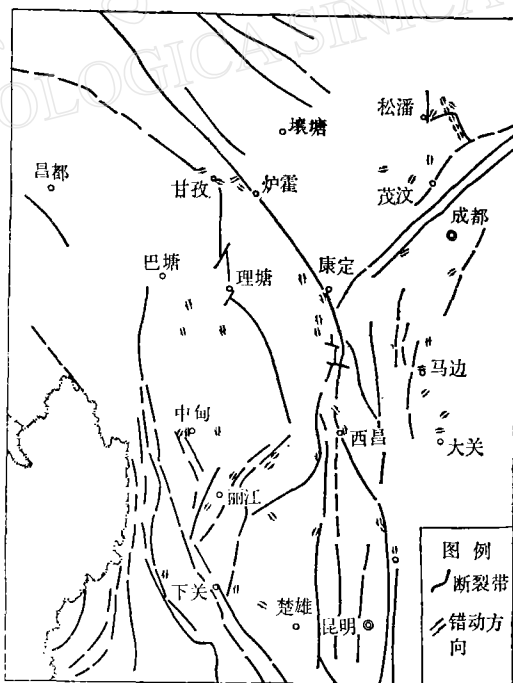 OLOGICA SINICA
松潘
壤塘
昌都
甘孜
炉霍
茂汶
成都
巴塘
理塘
康定
马边
中甸
西昌
大关
丽江
下关
楚雄
昆明
图 例
断裂带
错动方
向